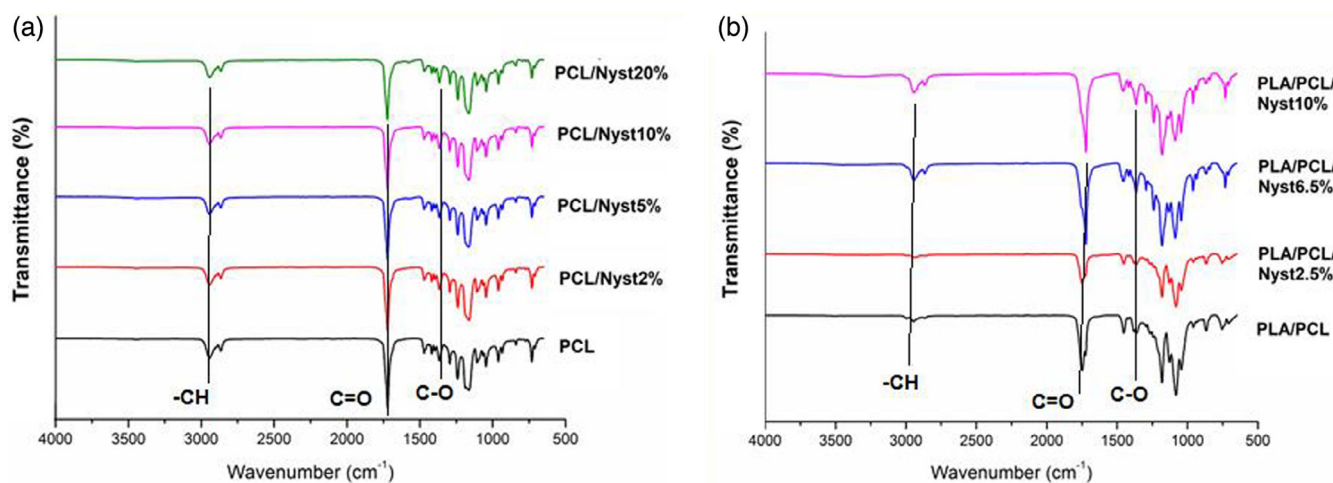 (a)
Transmittance (%)
PCL/Nyst20%
PCL/Nyst10%
PCL/Nyst5%
PCL/Nyst2%
PCL
-CH
C=O
C-O
4000 3500 3000 2500 2000 1500 1000 500
Wavenumber (cm⁻¹)
(b)
Transmittance (%)
PLA/PCL/
Nyst10%
PLA/PCL/
Nyst6.5%
PLA/PCL/
Nyst2.5%
PLA/PCL
-CH
C=O
C-O
4000 3500 3000 2500 2000 1500 1000 500
Wavenumber (cm⁻¹)